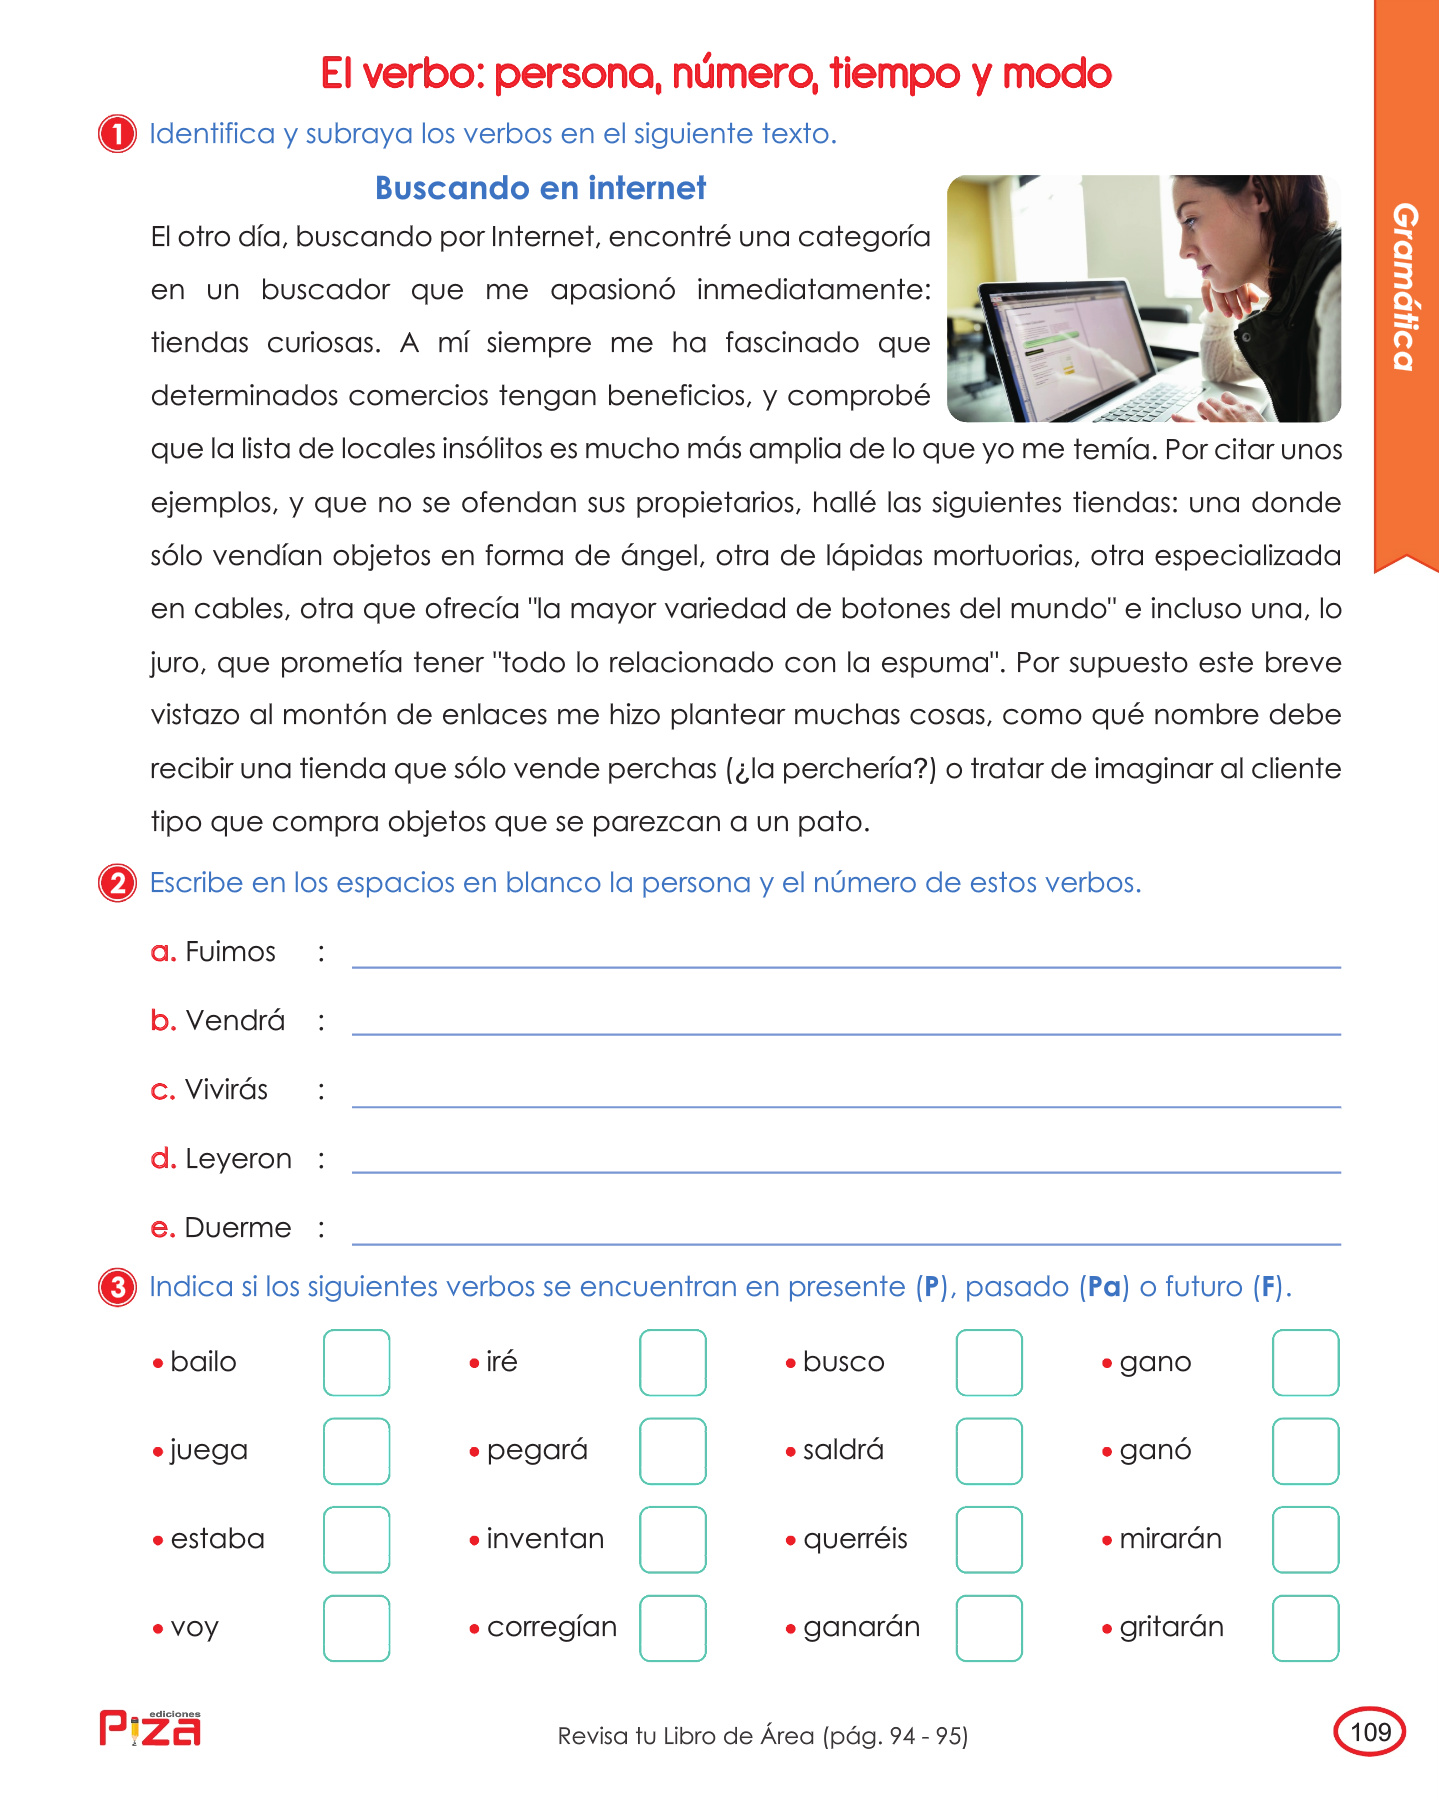 El verbo: persona, número, tiempo y modo
1 Identifica y subraya los verbos en el siguiente texto.
Buscando en internet
El otro día, buscando por Internet, encontré una categoría
en un buscador que me apasionó inmediatamente:
tiendas curiosas. A mí siempre me ha fascinado que
determinados comercios tengan beneficios, y comprobé
que la lista de locales insólitos es mucho más amplia de lo que yo me temía. Por citar unos
ejemplos, y que no se ofendan sus propietarios, hallé las siguientes tiendas: una donde
sólo vendían objetos en forma de ángel, otra de lápidas mortuorias, otra especializada
en cables, otra que ofrecía "la mayor variedad de botones del mundo" e incluso una, lo
juro, que prometía tener "todo lo relacionado con la espuma". Por supuesto este breve
vistazo al montón de enlaces me hizo plantear muchas cosas, como qué nombre debe
recibir una tienda que sólo vende perchas (¿la perchería?) o tratar de imaginar al cliente
tipo que compra objetos que se parezcan a un pato.
2 Escribe en los espacios en blanco la persona y el número de estos verbos.
a. Fuimos :
b. Vendrá :
c. Vivirás :
d. Leyeron :
e. Duerme :
3 Indica si los siguientes verbos se encuentran en presente (P), pasado (Pa) o futuro (F).
• bailo • iré • busco • gano
• juega • pegará • saldrá • ganó
• estaba • inventan • querréis • mirarán
• voy • corregían • ganarán • gritarán
Gramática
ediciones
Piza
Revisa tu Libro de Área (pág. 94 - 95)
109